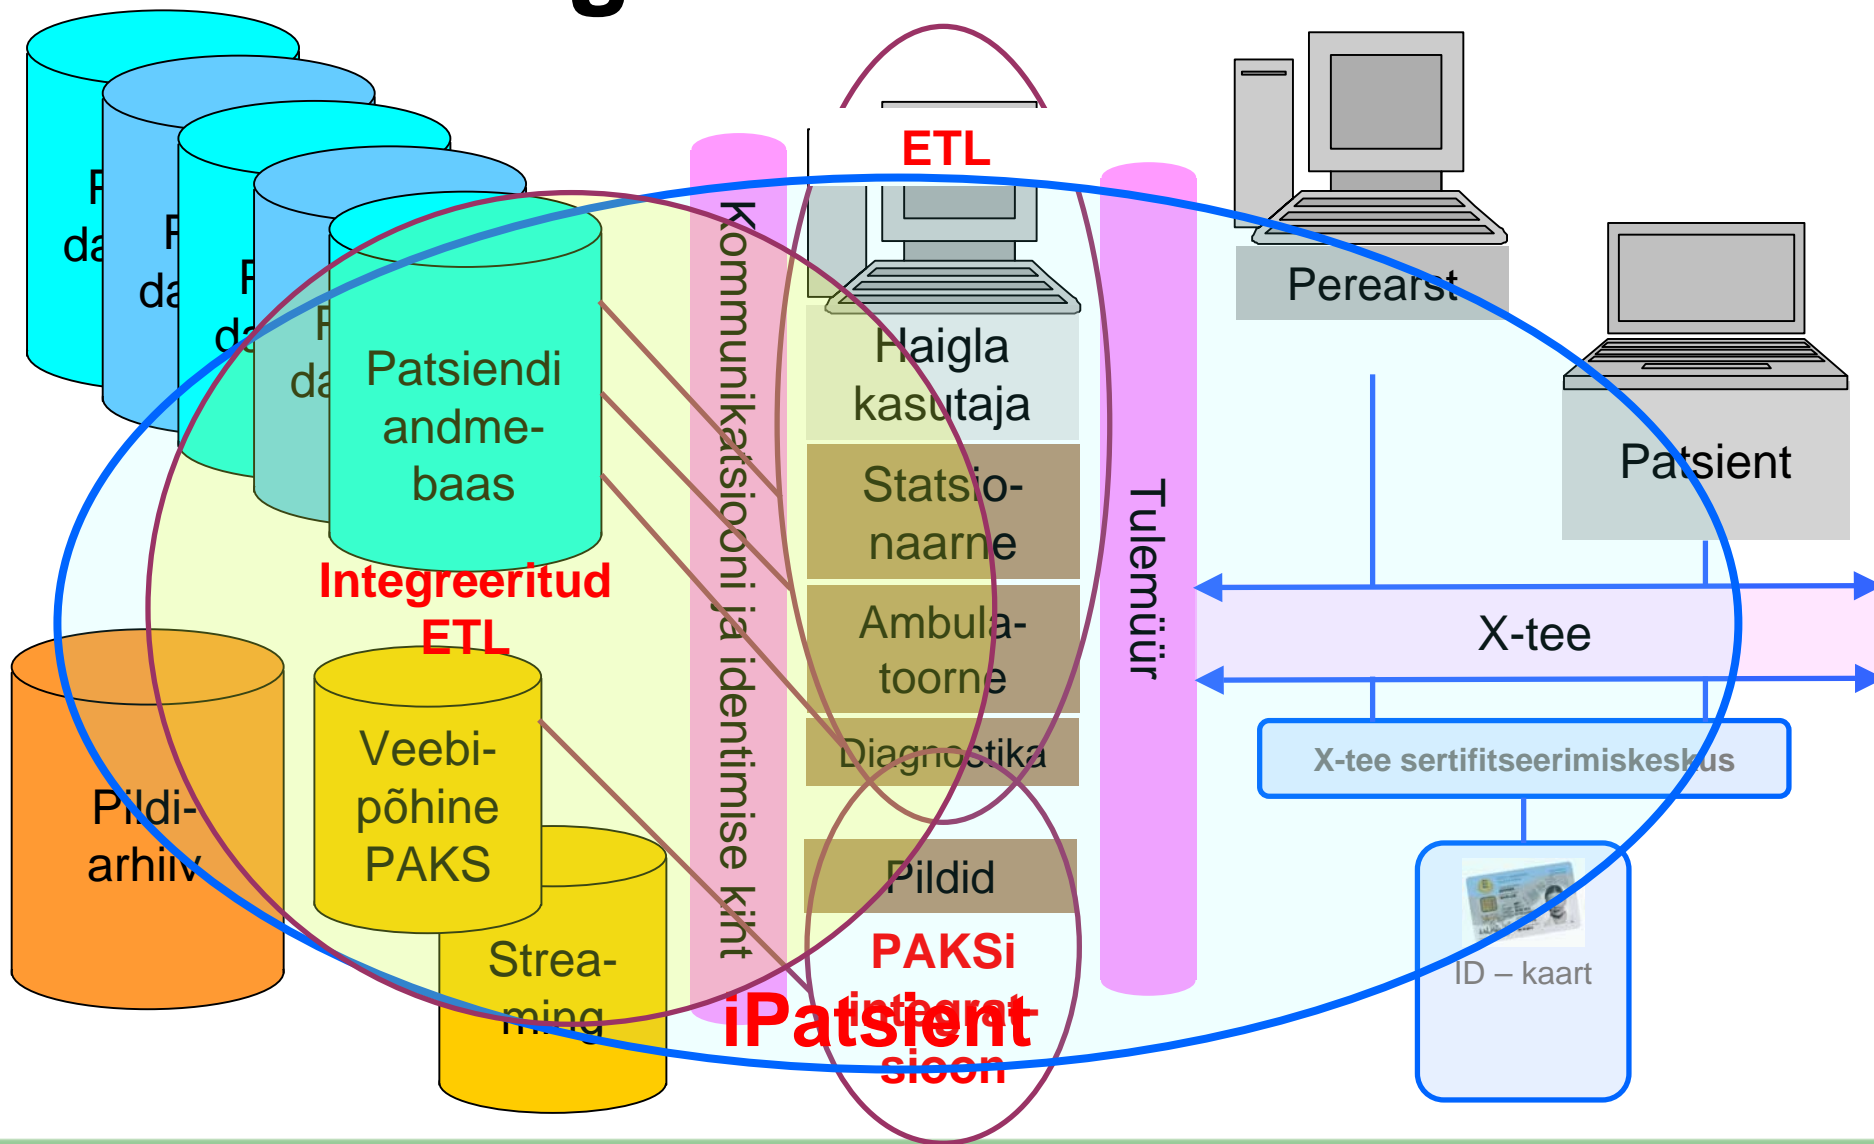 ETL
Patsiendi
andme-
baas
Integreeritud
ETL
Veebi-
põhine
PAKS
Strea-
ming
Pildi-
arhiiv
Kommunikatsiooni ja identimise kiht
Haigla
kasutaja
Statsio-
naarne
Ambula-
toorne
Diagnostika
Pildid
PAKSi
integrat-
sioon
iPatsient
Tulemüür
Perearst
Patsient
X-tee
X-tee sertifitseerimiskeskus
ID – kaart